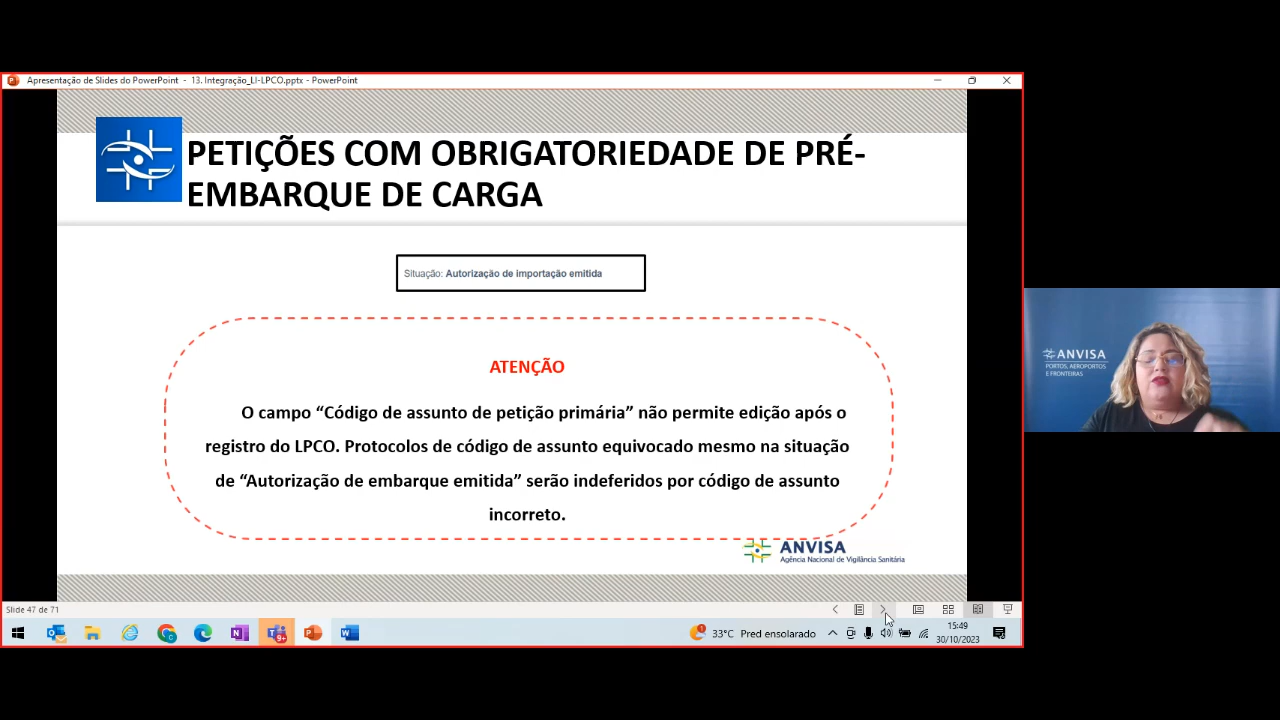 Apresentação de Slides do PowerPoint - 13. Integração_LI-LPCO.pptx - PowerPoint
PETIÇÕES COM OBRIGATORIEDADE DE PRÉ-
EMBARQUE DE CARGA
Situação: Autorização de importação emitida
ATENÇÃO
O campo “Código de assunto de petição primária” não permite edição após o
registro do LPCO. Protocolos de código de assunto equivocado mesmo na situação
de “Autorização de embarque emitida” serão indeferidos por código de assunto
incorreto.
ANVISA
Agência Nacional de Vigilância Sanitária
ANVISA
PORTOS, AEROPORTOS
E FRONTEIRAS
Slide 47 de 71
33°C Pred ensolarado
15:49
30/10/2023